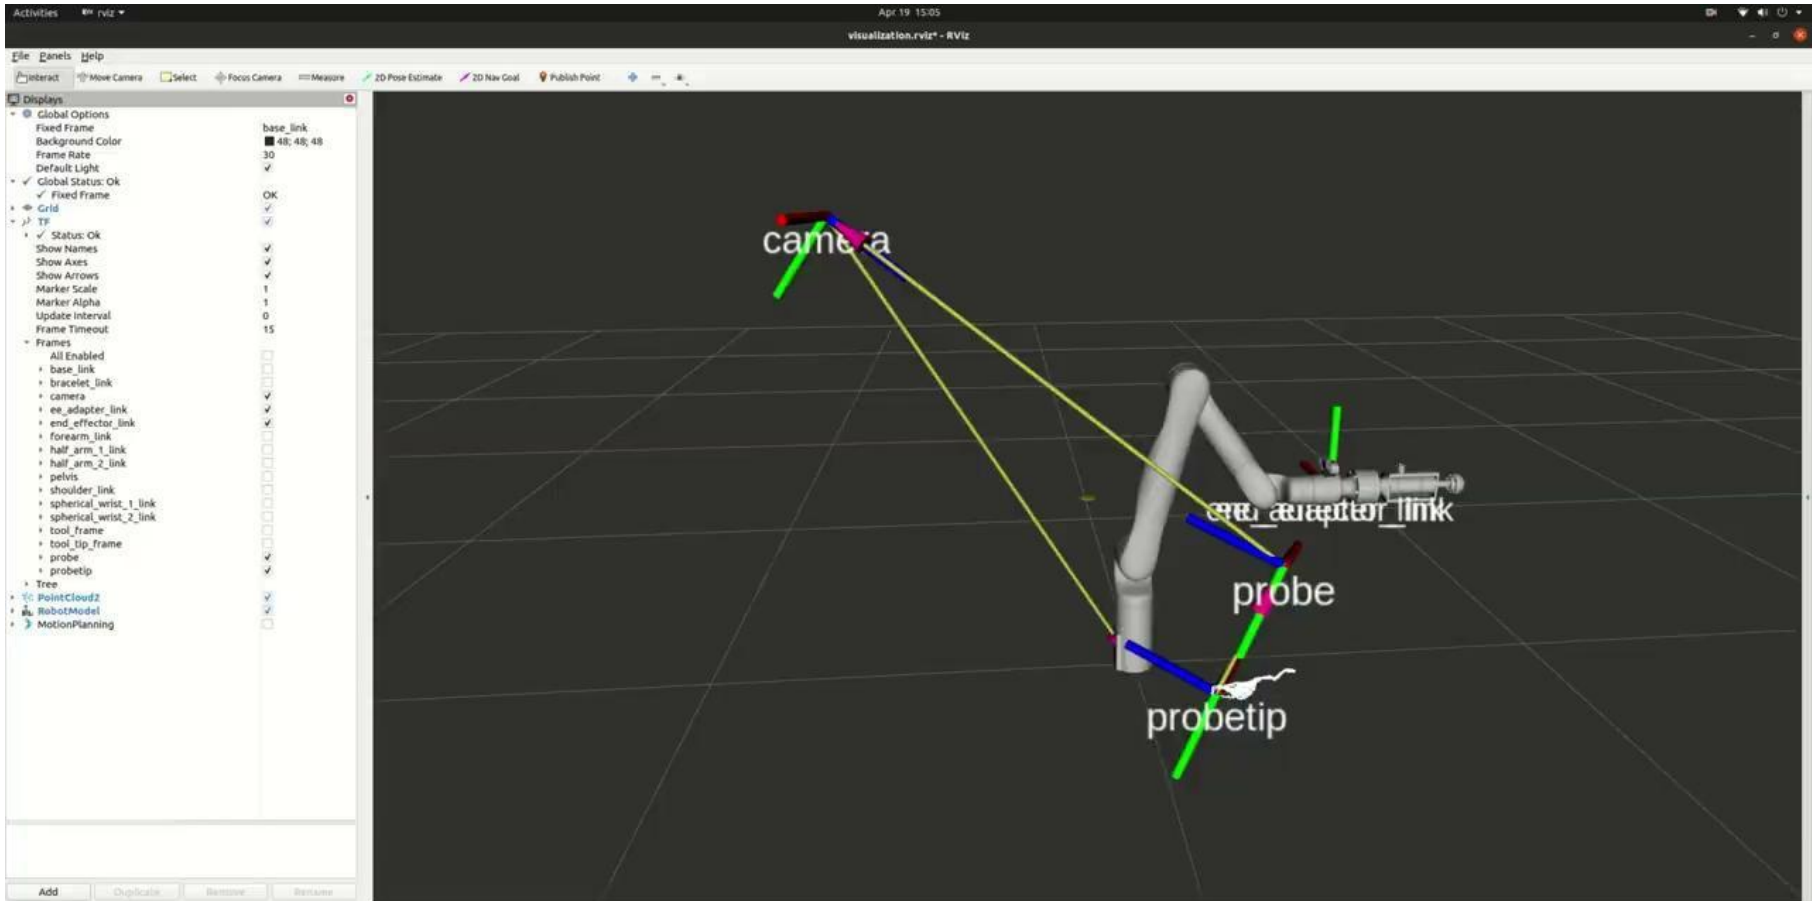 Activities rviz
Apr 19 15:05
visualization.rviz* - RViz
File Panels Help
Interact Move Camera Select Focus Camera Measure 2D Pose Estimate 2D Nav Goal Publish Point
Displays
Global Options
Fixed Frame base_link
Background Color 48; 48; 48
Frame Rate 30
Default Light ✓
✓ Global Status: Ok
✓ Fixed Frame OK
Grid ✓
TF ✓
✓ Status: Ok
Show Names ✓
Show Axes ✓
Show Arrows ✓
Marker Scale 1
Marker Alpha 1
Update Interval 0
Frame Timeout 15
Frames
All Enabled
base_link
bracelet_link
camera ✓
ee_adapter_link ✓
end_effector_link ✓
forearm_link
half_arm_1_link
half_arm_2_link
pelvis
shoulder_link
spherical_wrist_1_link
spherical_wrist_2_link
tool_frame
tool_tip_frame
probe ✓
probetip ✓
Tree
PointCloud2 ✓
RobotModel ✓
MotionPlanning
Add Duplicate Remove Rename
camera
probe
probetip